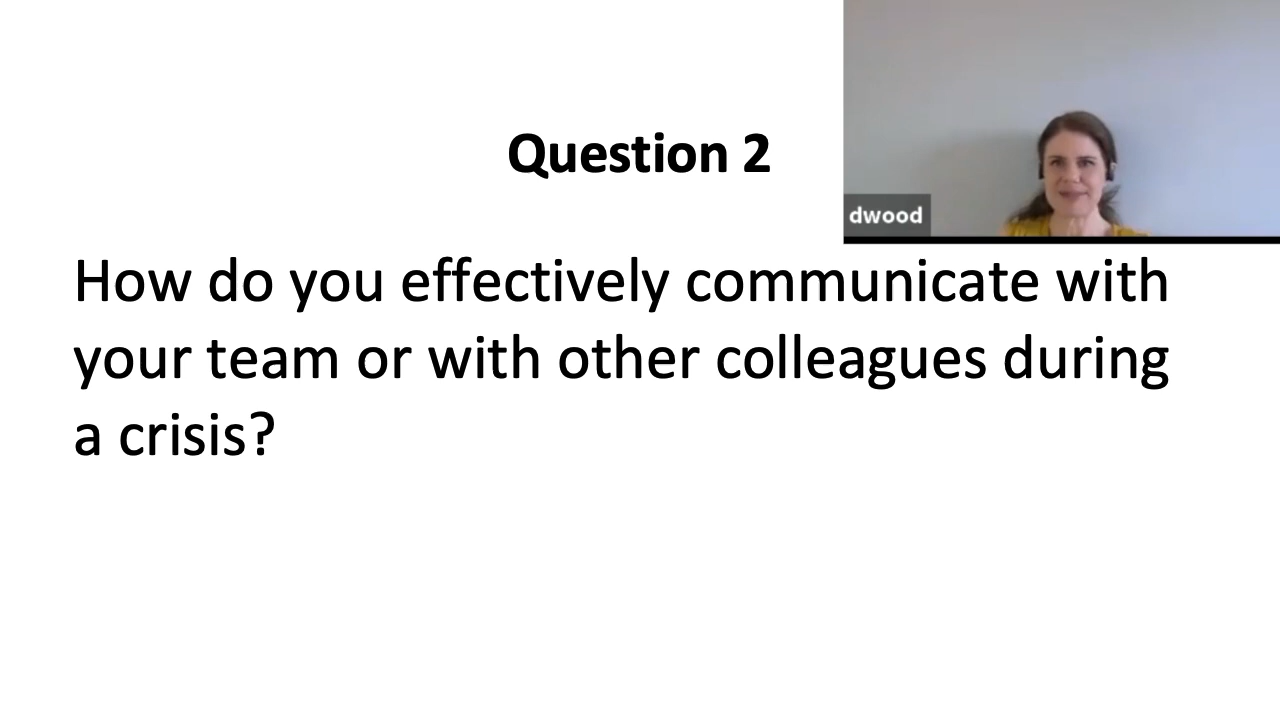 Question 2
dwood
How do you effectively communicate with
your team or with other colleagues during
a crisis?